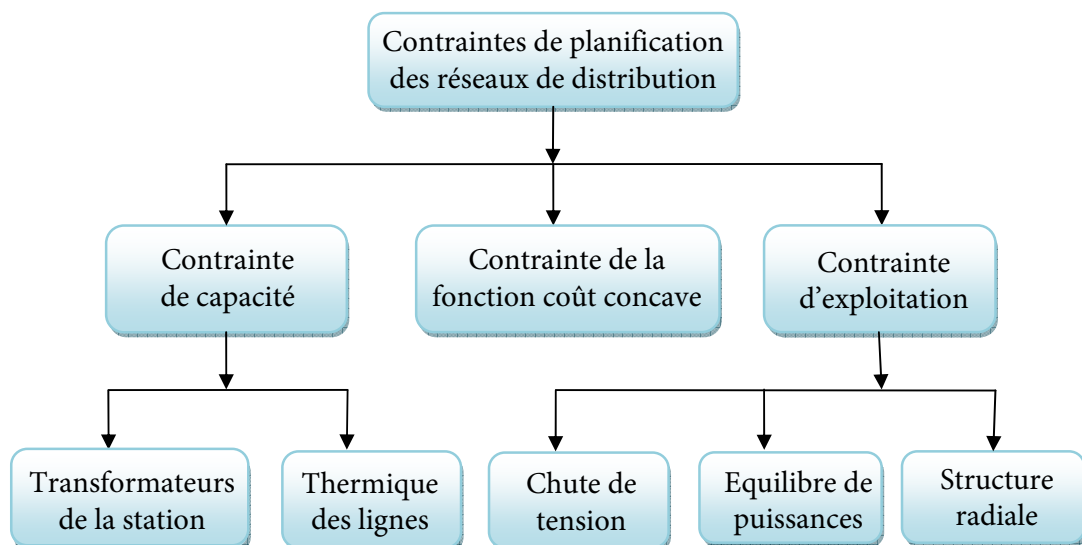 Contraintes de planification
des réseaux de distribution
Contrainte
de capacité
Contrainte de la
fonction coût concave
Contrainte
d’exploitation
Transformateurs
de la station
Thermique
des lignes
Chute de
tension
Equilibre de
puissances
Structure
radiale